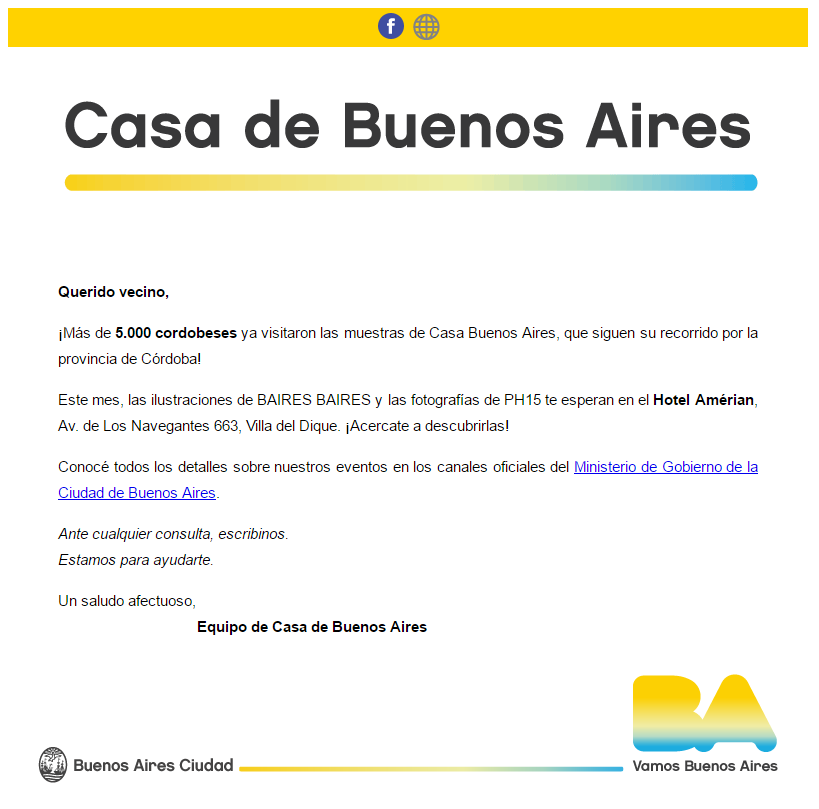 f
Casa de Buenos Aires
Querido vecino,
¡Más de 5.000 cordobeses ya visitaron las muestras de Casa Buenos Aires, que siguen su recorrido por la
provincia de Córdoba!
Este mes, las ilustraciones de BAIRES BAIRES y las fotografías de PH15 te esperan en el Hotel Amérian,
Av. de Los Navegantes 663, Villa del Dique. ¡Acercate a descubrirlas!
Conocé todos los detalles sobre nuestros eventos en los canales oficiales del Ministerio de Gobierno de la
Ciudad de Buenos Aires.
Ante cualquier consulta, escribinos.
Estamos para ayudarte.
Un saludo afectuoso,
Equipo de Casa de Buenos Aires
BA
Buenos Aires Ciudad
Vamos Buenos Aires